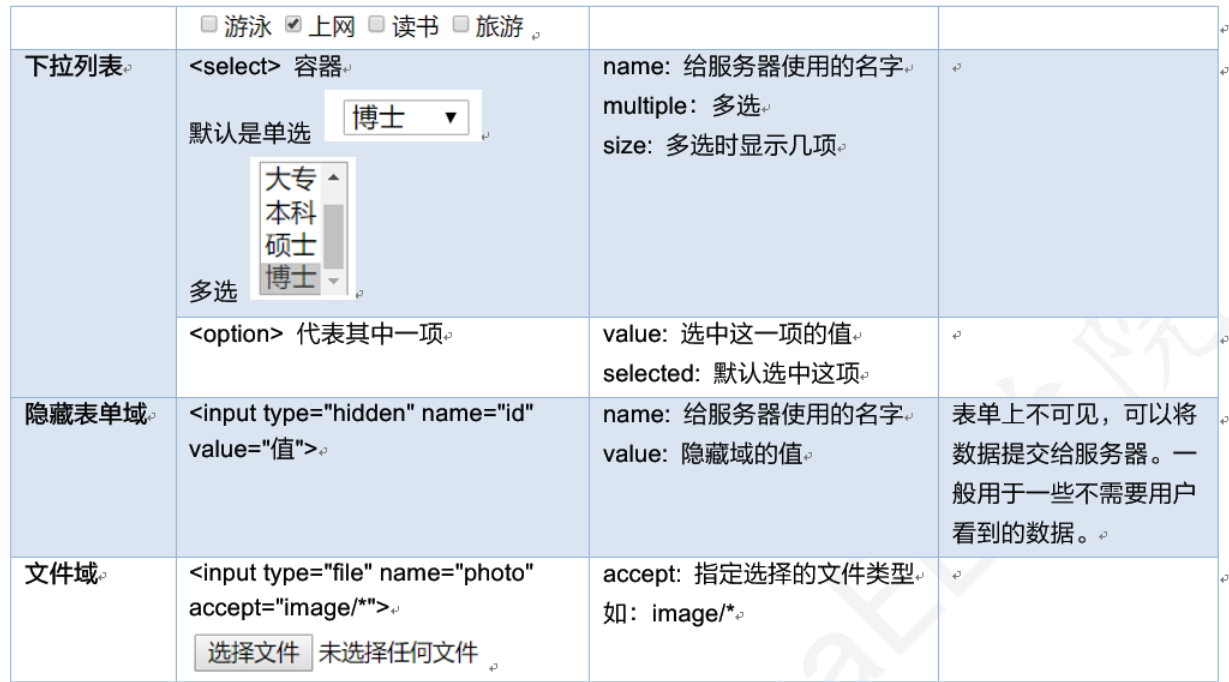 游泳 上网 读书 旅游
下拉列表
<select> 容器
默认是单选 博士
大专
本科
硕士
博士
多选
name: 给服务器使用的名字
multiple：多选
size: 多选时显示几项
<option> 代表其中一项
value: 选中这一项的值
selected: 默认选中这项
隐藏表单域
<input type="hidden" name="id"
value="值">
name: 给服务器使用的名字
value: 隐藏域的值
表单上不可见，可以将
数据提交给服务器。一
般用于一些不需要用户
看到的数据。
文件域
<input type="file" name="photo"
accept="image/*">
选择文件 未选择任何文件
accept: 指定选择的文件类型
如：image/*